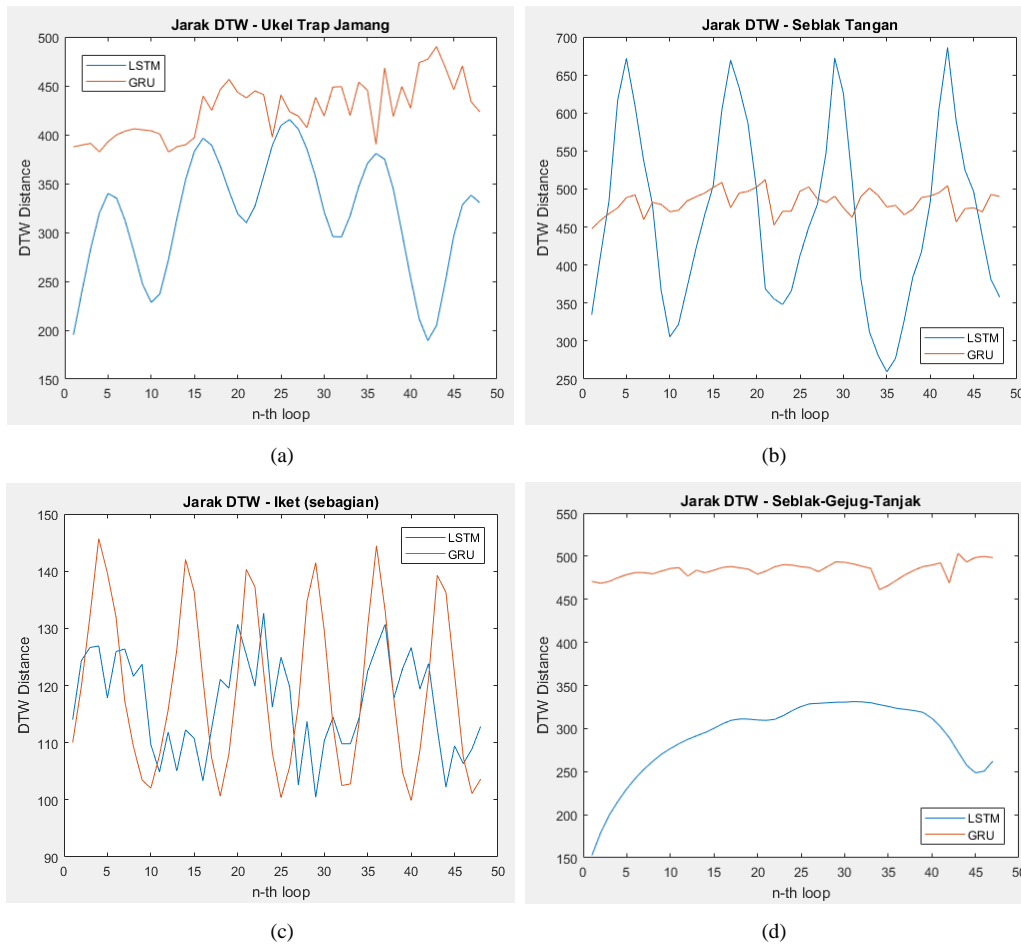 Jarak DTW - Ukel Trap Jamang
500
450
400
350
300
250
200
150
DTW Distance
LSTM
GRU
0 5 10 15 20 25 30 35 40 45 50
n-th loop
(a)
Jarak DTW - Seblak Tangan
700
650
600
550
500
450
400
350
300
250
DTW Distance
LSTM
GRU
0 5 10 15 20 25 30 35 40 45 50
n-th loop
(b)
Jarak DTW - Iket (sebagian)
150
140
130
120
110
100
90
DTW Distance
LSTM
GRU
0 5 10 15 20 25 30 35 40 45 50
n-th loop
(c)
Jarak DTW - Seblak-Gejug-Tanjak
550
500
450
400
350
300
250
200
150
DTW Distance
LSTM
GRU
0 5 10 15 20 25 30 35 40 45 50
n-th loop
(d)